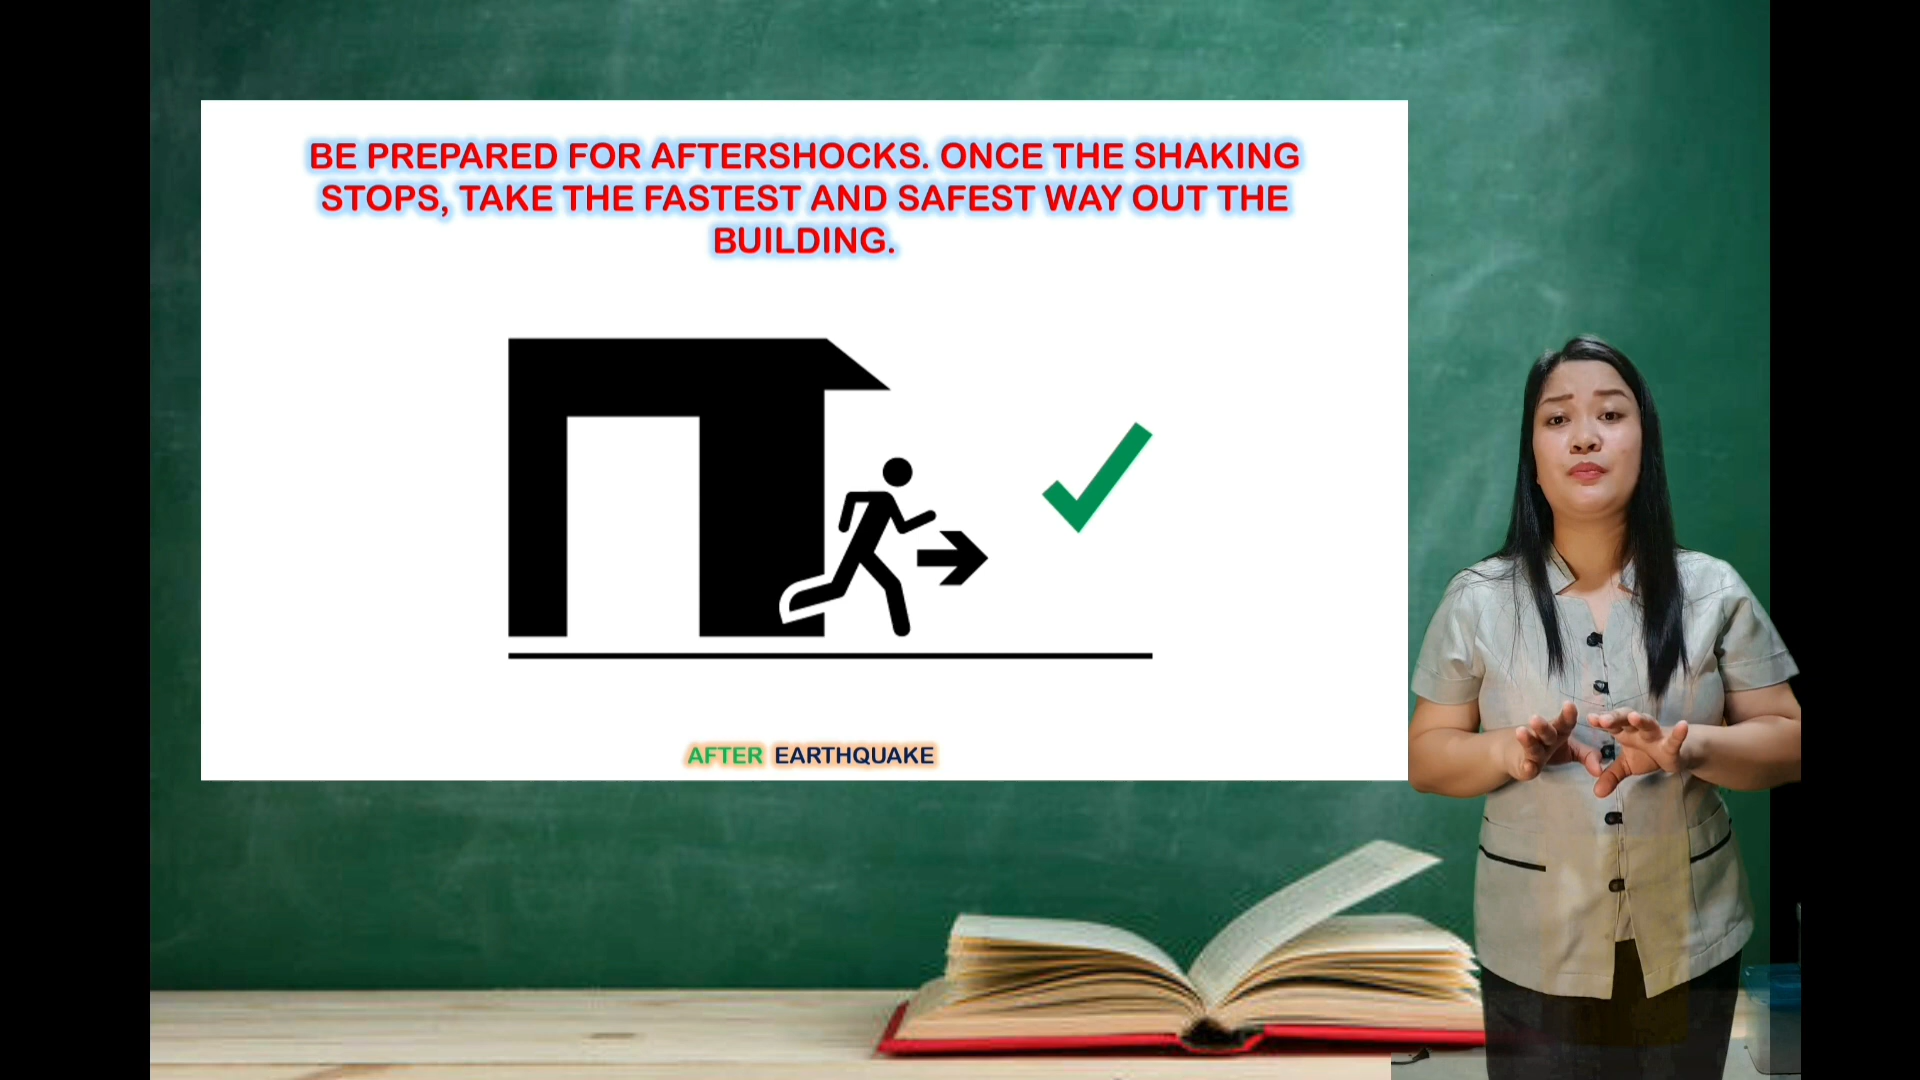 BE PREPARED FOR AFTERSHOCKS. ONCE THE SHAKING
STOPS, TAKE THE FASTEST AND SAFEST WAY OUT THE
BUILDING.
AFTER EARTHQUAKE